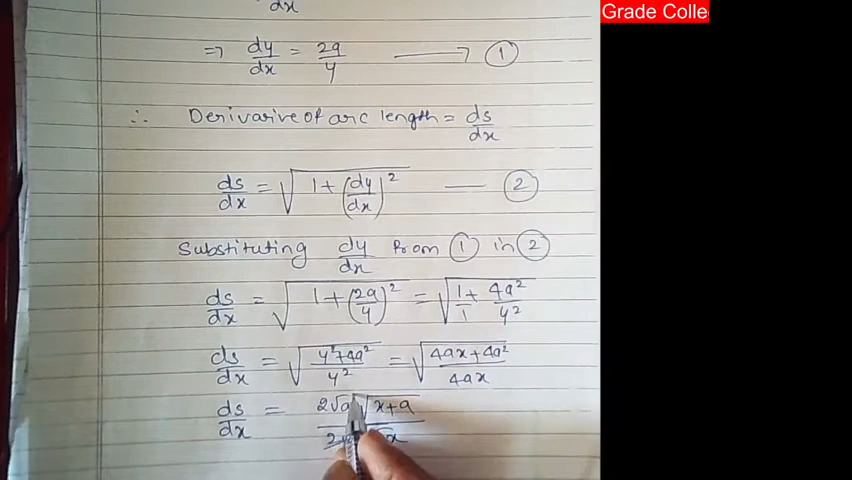 dx
Grade Colle
⇒ dy/dx = 2a/y → ①
∴ Derivarive of arc length = ds/dx
ds/dx = √(1 + (dy/dx)²) — ②
Substituting dy/dx from ① in ②
ds/dx = √(1 + (2a/y)²) = √(1/1 + 4a²/y²)
ds/dx = √((y² + 4a²)/y²) = √((4ax + 4a²)/4ax)
ds/dx = 2√a √x+a